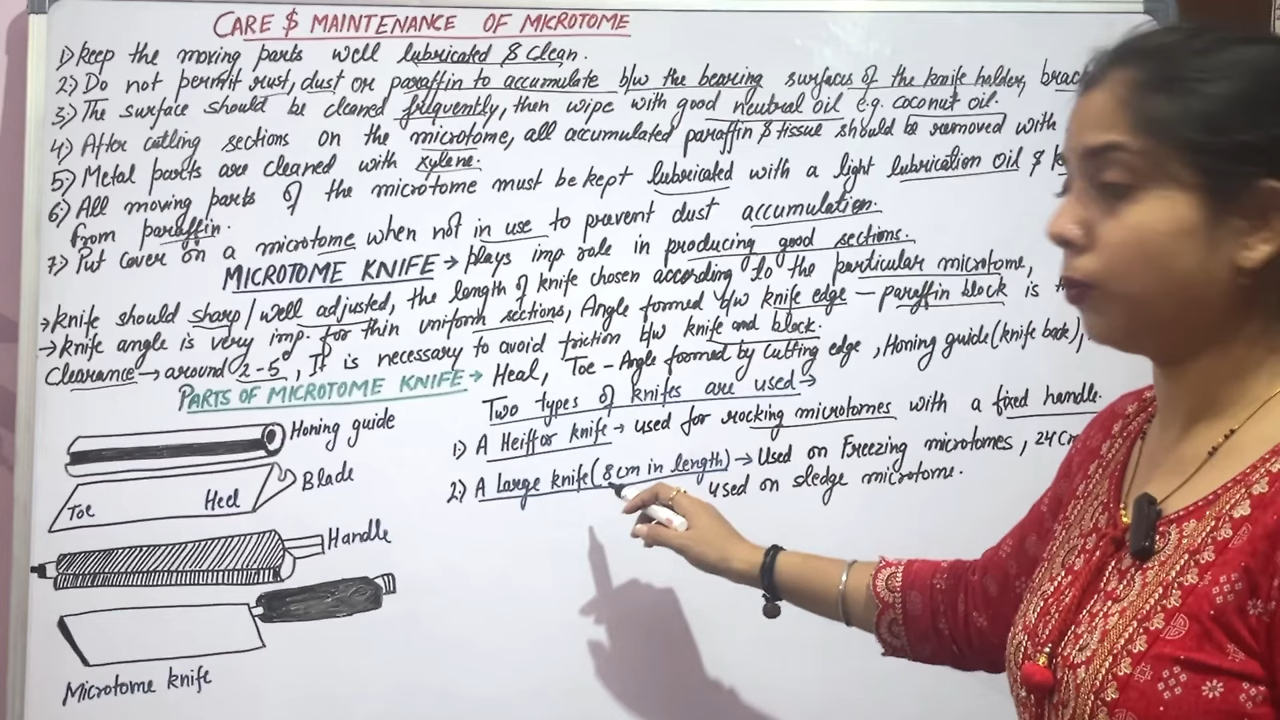 CARE $ MAINTENANCE OF MICROTOME
1) keep the moving parts well lubricated & clean.
2) Do not permit rust, dust or paraffin to accumulate b/w the bearing surfaces of the knife holder, brac
3) The surface should be cleaned frequently, then wipe with good neutral oil e.g. coconut oil.
4) After cutting sections on the microtome, all accumulated paraffin & tissue should be removed with
5) Metal parts are cleaned with xylene.
6) All moving parts of the microtome must be kept lubricated with a light lubrication oil & k
from paraffin.
7) Put cover on a microtome when not in use to prevent dust accumulation.
MICROTOME KNIFE → plays imp role in producing good sections.
→ knife should sharp/well adjusted, the length of knife chosen according to the particular microtome,
→ knife angle is very imp. for thin uniform sections, Angle formed b/w knife edge – paraffin block is
Clearance → around 2-5°, It is necessary to avoid friction b/w knife and block.
PARTS OF MICROTOME KNIFE → Heal, Toe – Angle formed by cutting edge, Honing guide (knife back),
Two types of knifes are used →
1) A Heiffor knife → used for rocking microtomes with a fixed handle.
2) A Large knife (8cm in length) → Used on Freezing microtomes, 24 Cm
used on sledge microtome.
Honing guide
Blade
Toe Heel
Handle
Microtome knife